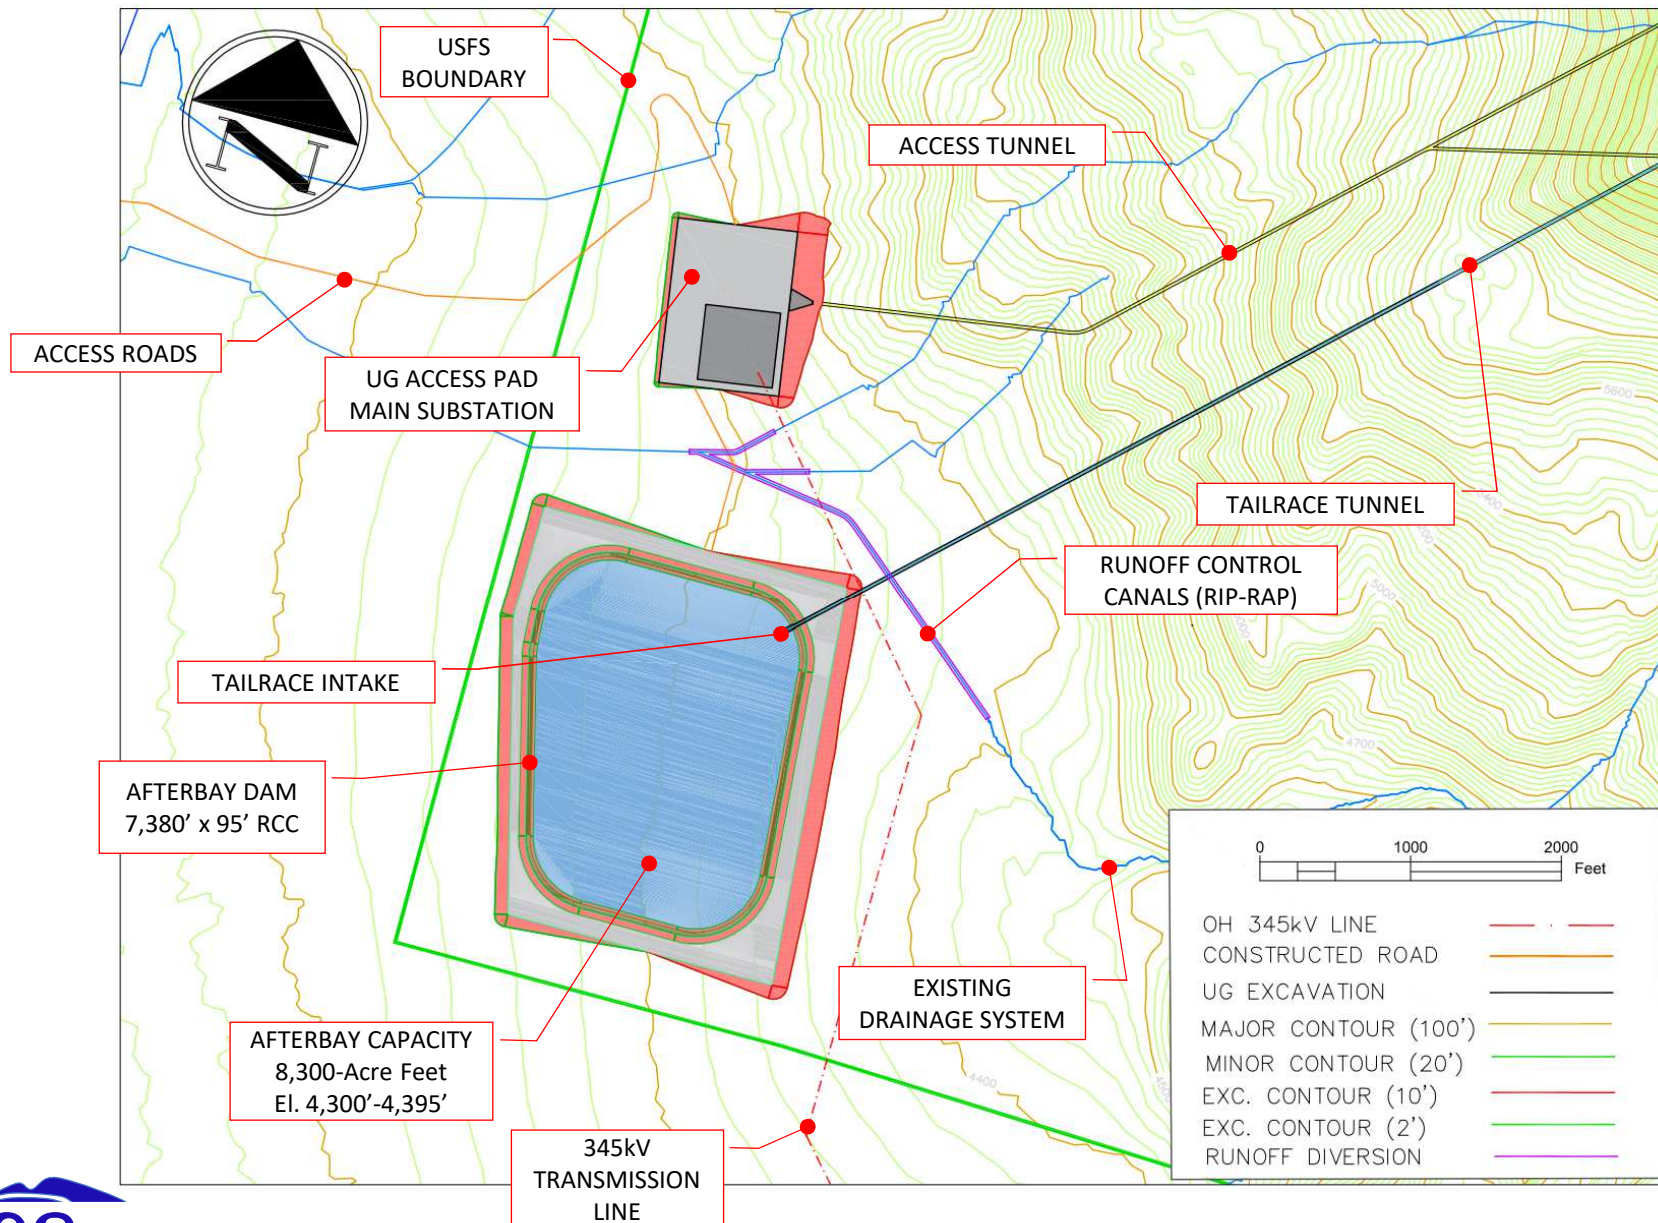 USFS
BOUNDARY
ACCESS TUNNEL
ACCESS ROADS
UG ACCESS PAD
MAIN SUBSTATION
5600
TAILRACE TUNNEL
RUNOFF CONTROL
CANALS (RIP-RAP)
5000
TAILRACE INTAKE
4700
AFTERBAY DAM
7,380’ x 95’ RCC
0 1000 2000
Feet
OH 345kV LINE
CONSTRUCTED ROAD
UG EXCAVATION
MAJOR CONTOUR (100’)
MINOR CONTOUR (20’)
EXC. CONTOUR (10’)
EXC. CONTOUR (2’)
RUNOFF DIVERSION
EXISTING
DRAINAGE SYSTEM
AFTERBAY CAPACITY
8,300-Acre Feet
El. 4,300’-4,395’
4400
345kV
TRANSMISSION
LINE